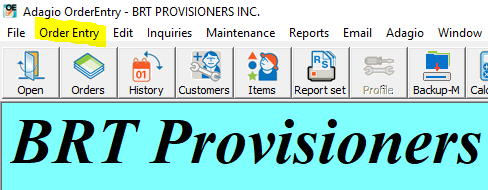 Adagio OrderEntry - BRT PROVISIONERS INC.
File Order Entry Edit Inquiries Maintenance Reports Email Adagio Window
Open Orders History Customers Items Report set Profile Backup-M
BRT Provisioners